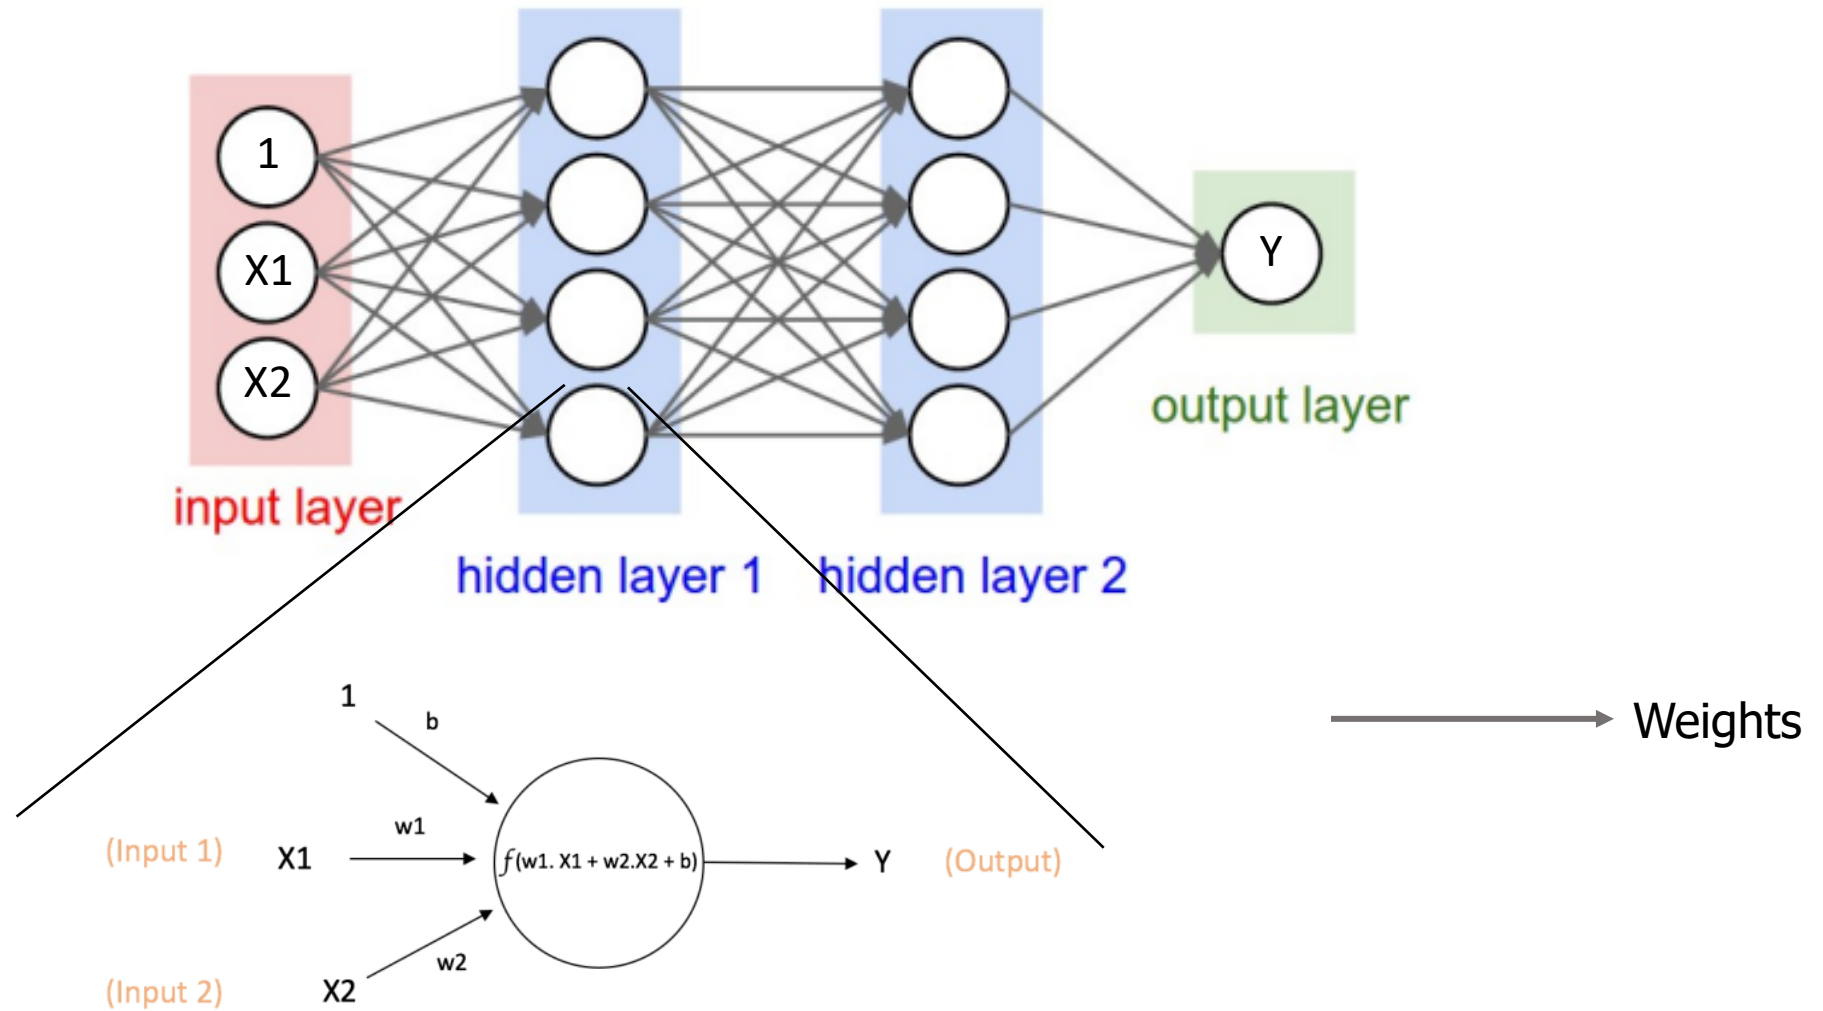 1
X1
X2
Y
input layer
hidden layer 1
hidden layer 2
output layer
1
b
w1
(Input 1)
X1
f(w1. X1 + w2.X2 + b)
Y
(Output)
w2
(Input 2)
X2
Weights